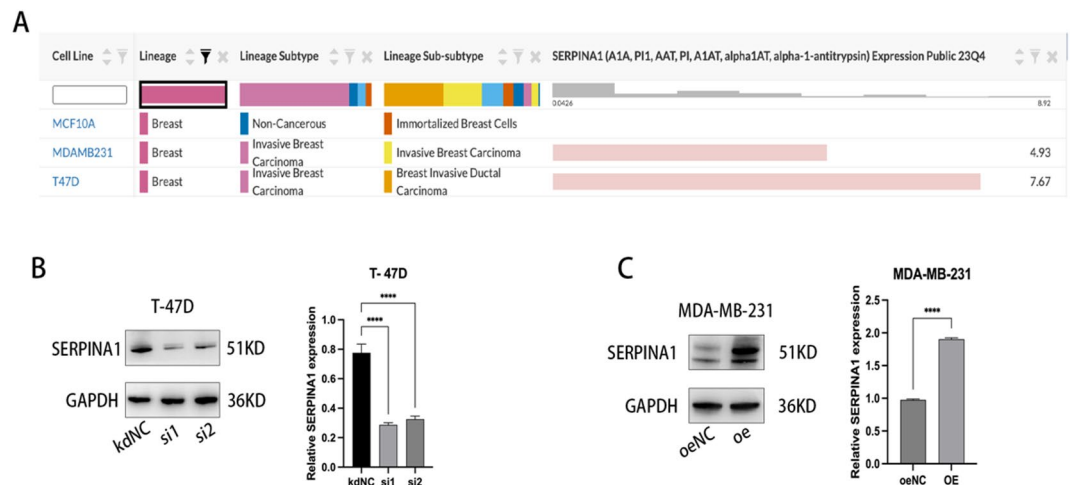 A
Cell Line Lineage Lineage Subtype Lineage Sub-subtype SERPINA1 (A1A, PI1, AAT, PI, A1AT, alpha1AT, alpha-1-antitrypsin) Expression Public 23Q4
0.0426 8.92
MCF10A Breast Non-Cancerous Immortalized Breast Cells
MDAMB231 Breast Invasive Breast Carcinoma Invasive Breast Carcinoma 4.93
T47D Breast Invasive Breast Carcinoma Breast Invasive Ductal Carcinoma 7.67
B
T-47D
SERPINA1 51KD
GAPDH 36KD
kdNC si1 si2
T- 47D
Relative SERPINA1 expression
1.0
0.8
0.6
0.4
0.2
0.0
****
****
kdNC si1 si2
C
MDA-MB-231
SERPINA1 51KD
GAPDH 36KD
oeNC oe
MDA-MB-231
Relative SERPINA1 expression
2.5
2.0
1.5
1.0
0.5
0.0
****
oeNC OE